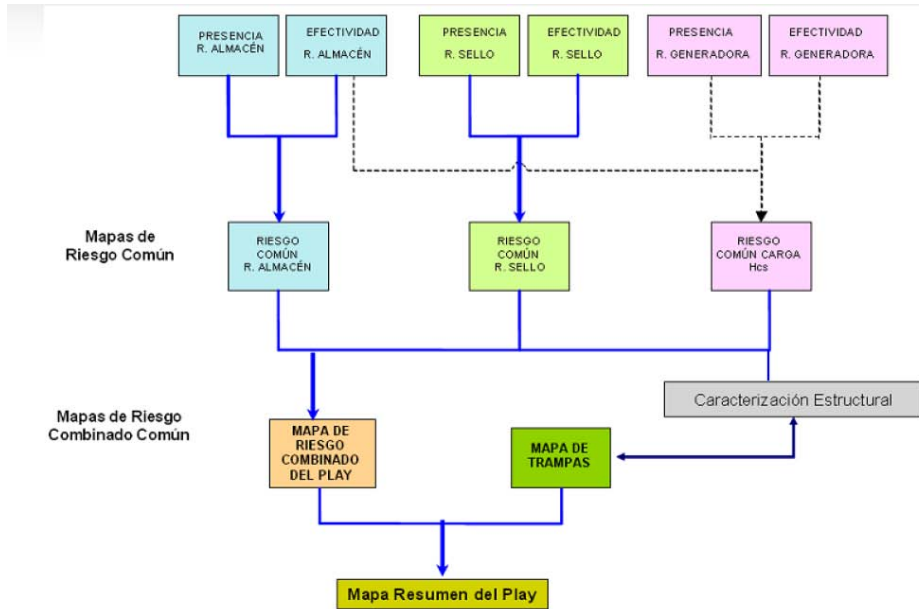 PRESENCIA
R. ALMACÉN
EFECTIVIDAD
R. ALMACÉN
PRESENCIA
R. SELLO
EFECTIVIDAD
R. SELLO
PRESENCIA
R. GENERADORA
EFECTIVIDAD
R. GENERADORA
Mapas de
Riesgo Común
RIESGO
COMÚN
R. ALMACÉN
RIESGO
COMÚN
R. SELLO
RIESGO
COMÚN CARGA
Hcs
Caracterización Estructural
Mapas de Riesgo
Combinado Común
MAPA DE
RIESGO
COMBINADO
DEL PLAY
MAPA DE
TRAMPAS
Mapa Resumen del Play